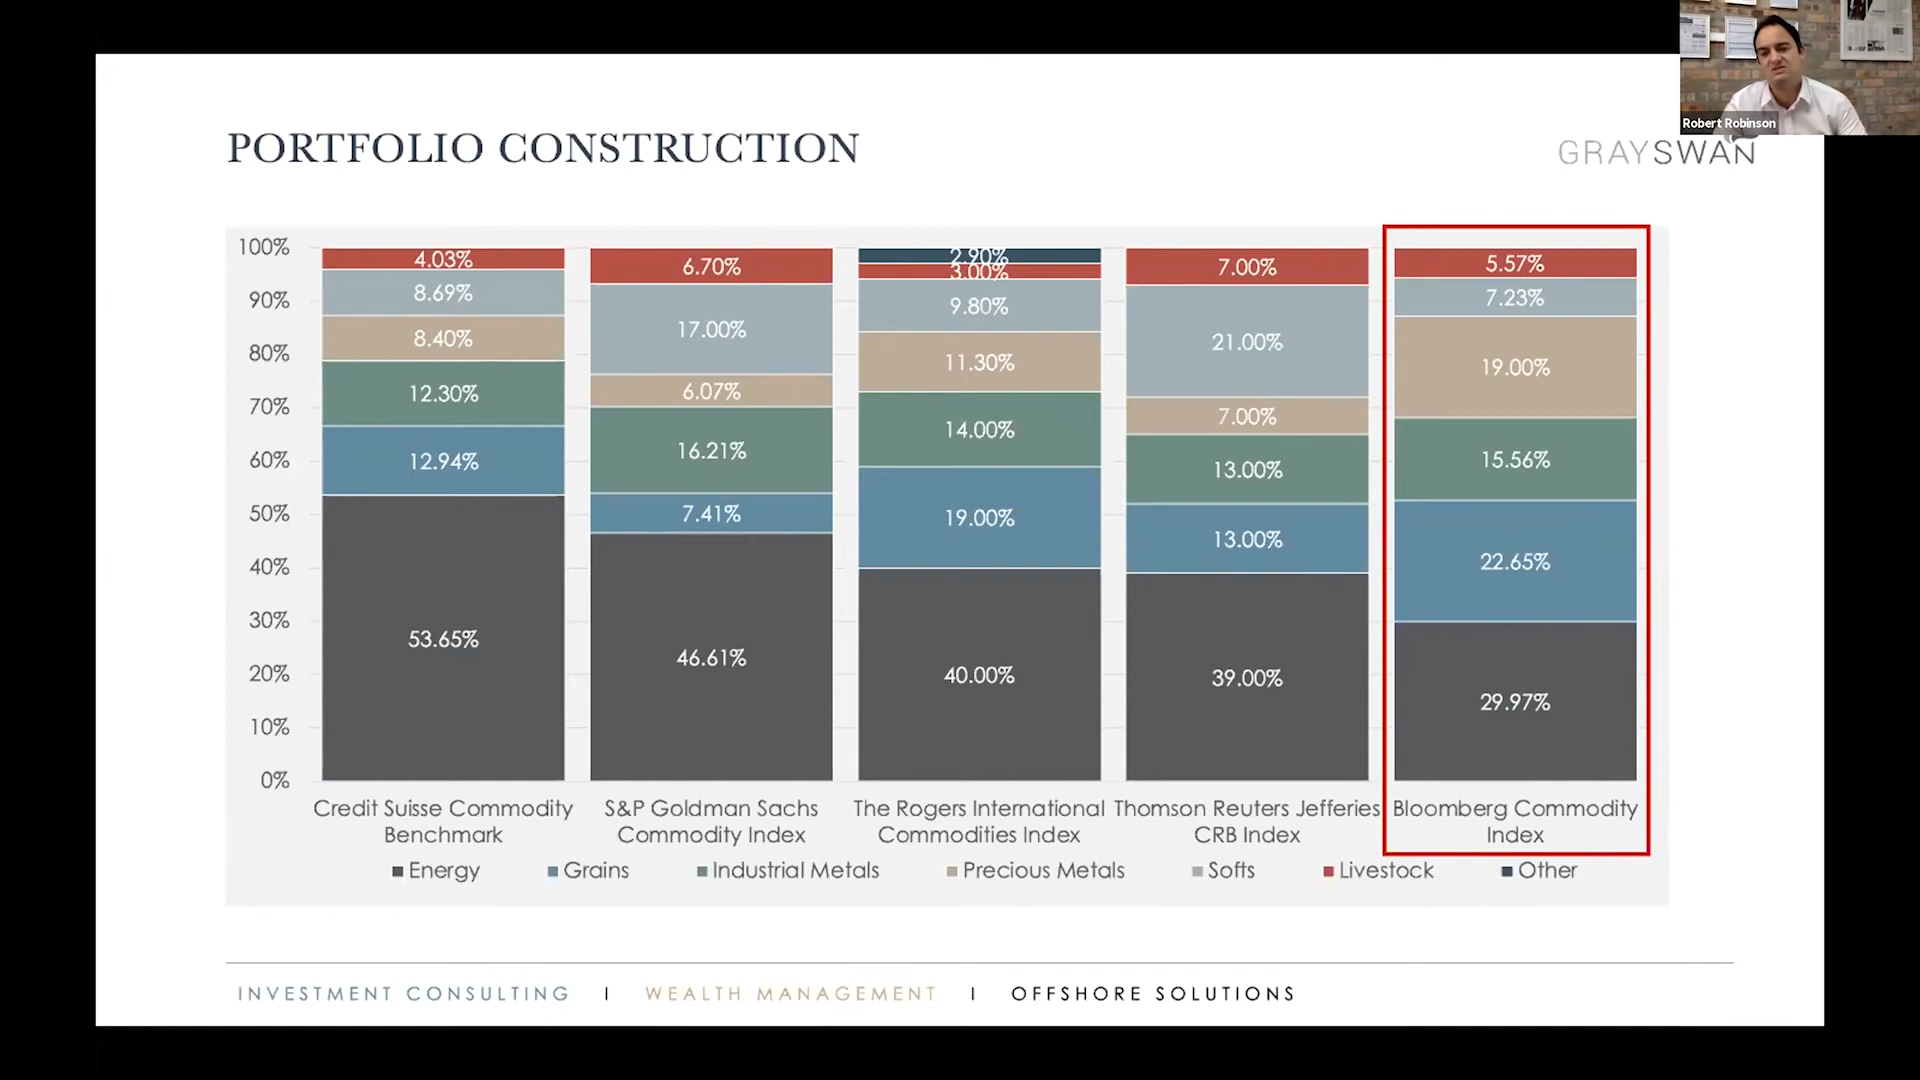 Robert Robinson
PORTFOLIO CONSTRUCTION
GRAYSWAN
100%
90%
80%
70%
60%
50%
40%
30%
20%
10%
0%
4.03%
8.69%
8.40%
12.30%
12.94%
53.65%
6.70%
17.00%
6.07%
16.21%
7.41%
46.61%
2.90%
3.00%
9.80%
11.30%
14.00%
19.00%
40.00%
7.00%
21.00%
7.00%
13.00%
13.00%
39.00%
5.57%
7.23%
19.00%
15.56%
22.65%
29.97%
Credit Suisse Commodity
Benchmark
S&P Goldman Sachs
Commodity Index
The Rogers International
Commodities Index
Thomson Reuters Jefferies
CRB Index
Bloomberg Commodity
Index
Energy Grains Industrial Metals Precious Metals Softs Livestock Other
INVESTMENT CONSULTING | WEALTH MANAGEMENT | OFFSHORE SOLUTIONS